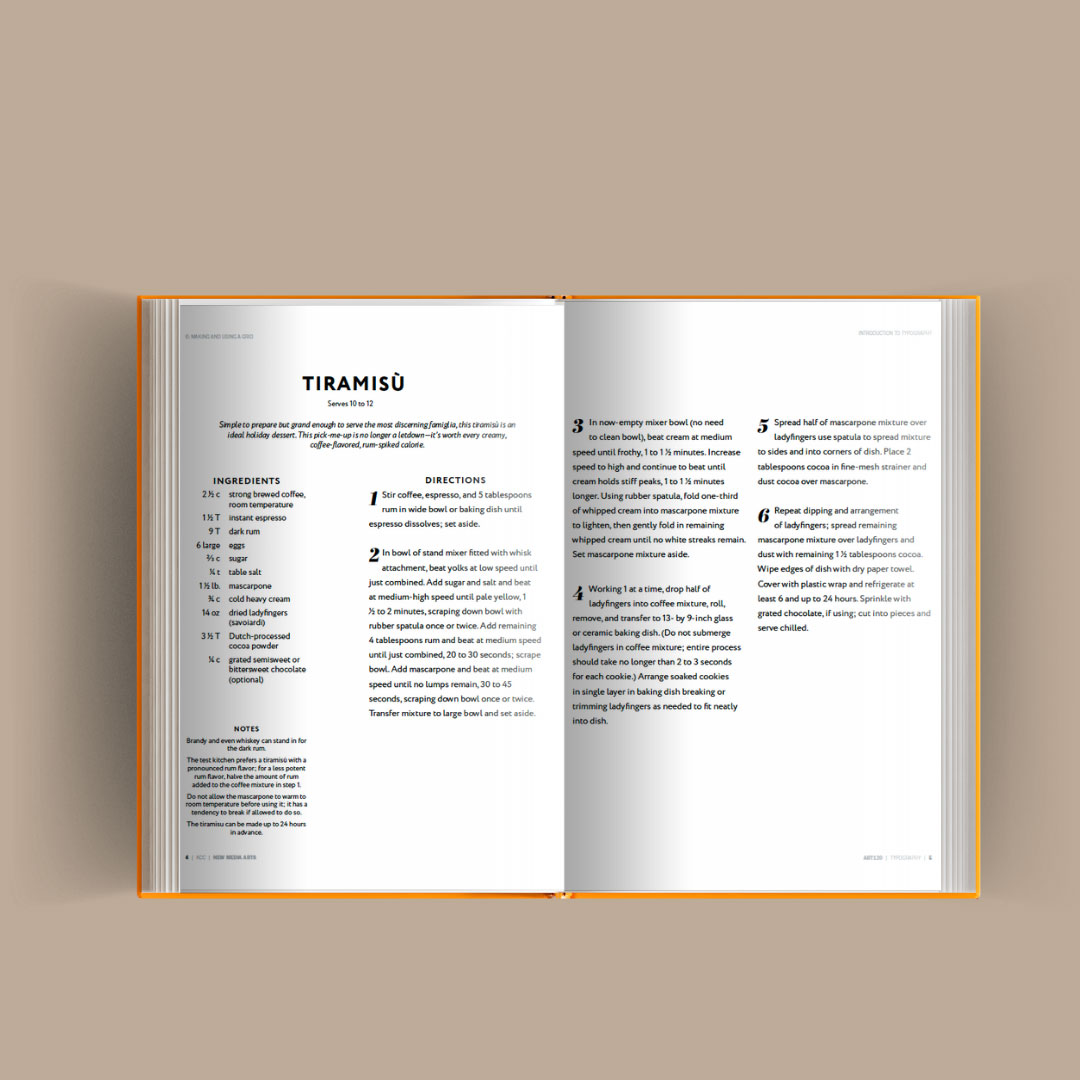 10 MAKING AND USING A GRID
TIRAMISÙ
Serves 10 to 12
Simple to prepare but grand enough to serve the most discerning famiglia, this tiramisù is an
ideal holiday dessert. This pick-me-up is no longer a letdown—it's worth every creamy,
coffee-flavored, rum-spiked calorie.
INGREDIENTS
2 ½ c strong brewed coffee,
room temperature
1 ½ T instant espresso
9 T dark rum
6 large eggs
⅔ c sugar
¼ t table salt
1 ½ lb. mascarpone
¾ c cold heavy cream
14 oz dried ladyfingers
(savoiardi)
3 ½ T Dutch-processed
cocoa powder
¼ c grated semisweet or
bittersweet chocolate
(optional)
NOTES
Brandy and even whiskey can stand in for
the dark rum.
The test kitchen prefers a tiramisù with a
pronounced rum flavor; for a less potent
rum flavor, halve the amount of rum
added to the coffee mixture in step 1.
Do not allow the mascarpone to warm to
room temperature before using it; it has a
tendency to break if allowed to do so.
The tiramisu can be made up to 24 hours
in advance.
DIRECTIONS
1 Stir coffee, espresso, and 5 tablespoons
rum in wide bowl or baking dish until
espresso dissolves; set aside.
2 In bowl of stand mixer fitted with whisk
attachment, beat yolks at low speed until
just combined. Add sugar and salt and beat
at medium-high speed until pale yellow, 1
½ to 2 minutes, scraping down bowl with
rubber spatula once or twice. Add remaining
4 tablespoons rum and beat at medium speed
until just combined, 20 to 30 seconds; scrape
bowl. Add mascarpone and beat at medium
speed until no lumps remain, 30 to 45
seconds, scraping down bowl once or twice.
Transfer mixture to large bowl and set aside.
4 | KCC | NEW MEDIA ARTS
INTRODUCTION TO TYPOGRAPHY
3 In now-empty mixer bowl (no need
to clean bowl), beat cream at medium
speed until frothy, 1 to 1 ½ minutes. Increase
speed to high and continue to beat until
cream holds stiff peaks, 1 to 1 ½ minutes
longer. Using rubber spatula, fold one-third
of whipped cream into mascarpone mixture
to lighten, then gently fold in remaining
whipped cream until no white streaks remain.
Set mascarpone mixture aside.
4 Working 1 at a time, drop half of
ladyfingers into coffee mixture, roll,
remove, and transfer to 13- by 9-inch glass
or ceramic baking dish. (Do not submerge
ladyfingers in coffee mixture; entire process
should take no longer than 2 to 3 seconds
for each cookie.) Arrange soaked cookies
in single layer in baking dish breaking or
trimming ladyfingers as needed to fit neatly
into dish.
5 Spread half of mascarpone mixture over
ladyfingers use spatula to spread mixture
to sides and into corners of dish. Place 2
tablespoons cocoa in fine-mesh strainer and
dust cocoa over mascarpone.
6 Repeat dipping and arrangement
of ladyfingers; spread remaining
mascarpone mixture over ladyfingers and
dust with remaining 1 ½ tablespoons cocoa.
Wipe edges of dish with dry paper towel.
Cover with plastic wrap and refrigerate at
least 6 and up to 24 hours. Sprinkle with
grated chocolate, if using; cut into pieces and
serve chilled.
| TYPOGRAPHY | 5